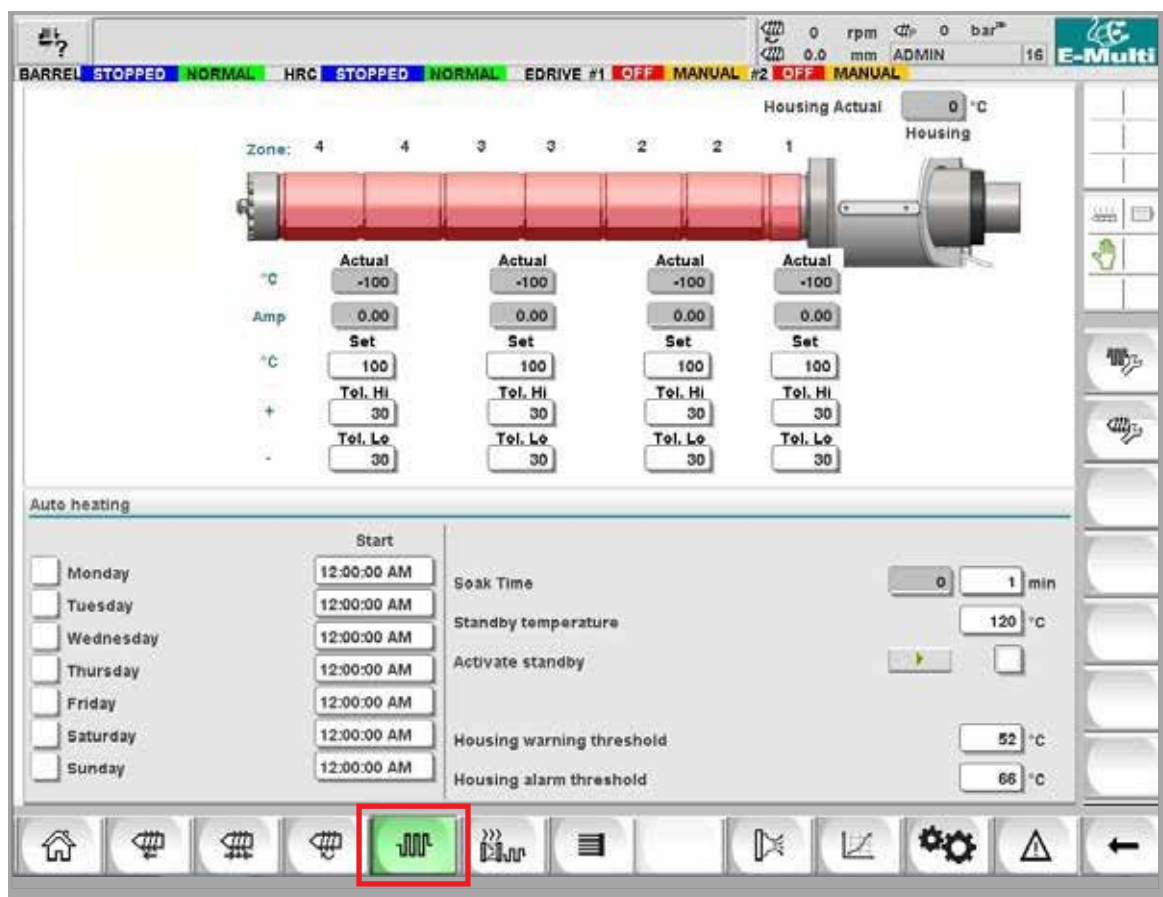 ?
0 rpm 0 bar
0.0 mm ADMIN 16
E-Multi
BARREL STOPPED NORMAL HRC STOPPED NORMAL EDRIVE #1 OFF MANUAL #2 OFF MANUAL
Housing Actual 0 °C
Housing
Zone: 4 4 3 3 2 2 1
Actual Actual Actual Actual
°C -100 -100 -100 -100
Amp 0.00 0.00 0.00 0.00
Set Set Set Set
°C 100 100 100 100
Tol. Hi Tol. Hi Tol. Hi Tol. Hi
+ 30 30 30 30
Tol. Lo Tol. Lo Tol. Lo Tol. Lo
- 30 30 30 30
Auto heating
Start
Monday 12:00:00 AM
Tuesday 12:00:00 AM
Wednesday 12:00:00 AM
Thursday 12:00:00 AM
Friday 12:00:00 AM
Saturday 12:00:00 AM
Sunday 12:00:00 AM
Soak Time 0 1 min
Standby temperature 120 °C
Activate standby
Housing warning threshold 52 °C
Housing alarm threshold 66 °C